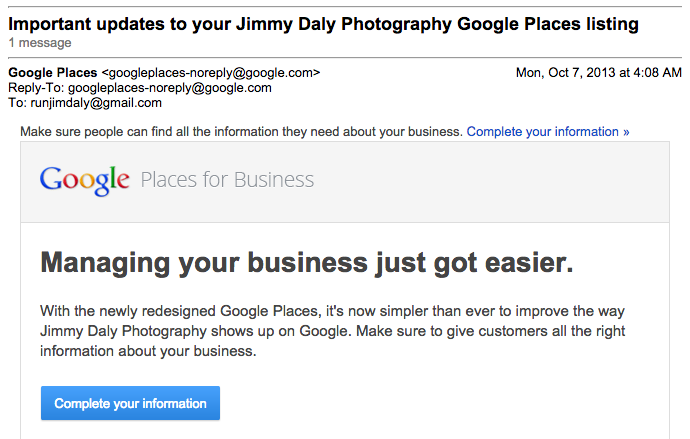 Important updates to your Jimmy Daly Photography Google Places listing
1 message
Google Places <googleplaces-noreply@google.com> Mon, Oct 7, 2013 at 4:08 AM
Reply-To: googleplaces-noreply@google.com
To: runjimdaly@gmail.com
Make sure people can find all the information they need about your business. Complete your information »
Google Places for Business
Managing your business just got easier.
With the newly redesigned Google Places, it's now simpler than ever to improve the way
Jimmy Daly Photography shows up on Google. Make sure to give customers all the right
information about your business.
Complete your information